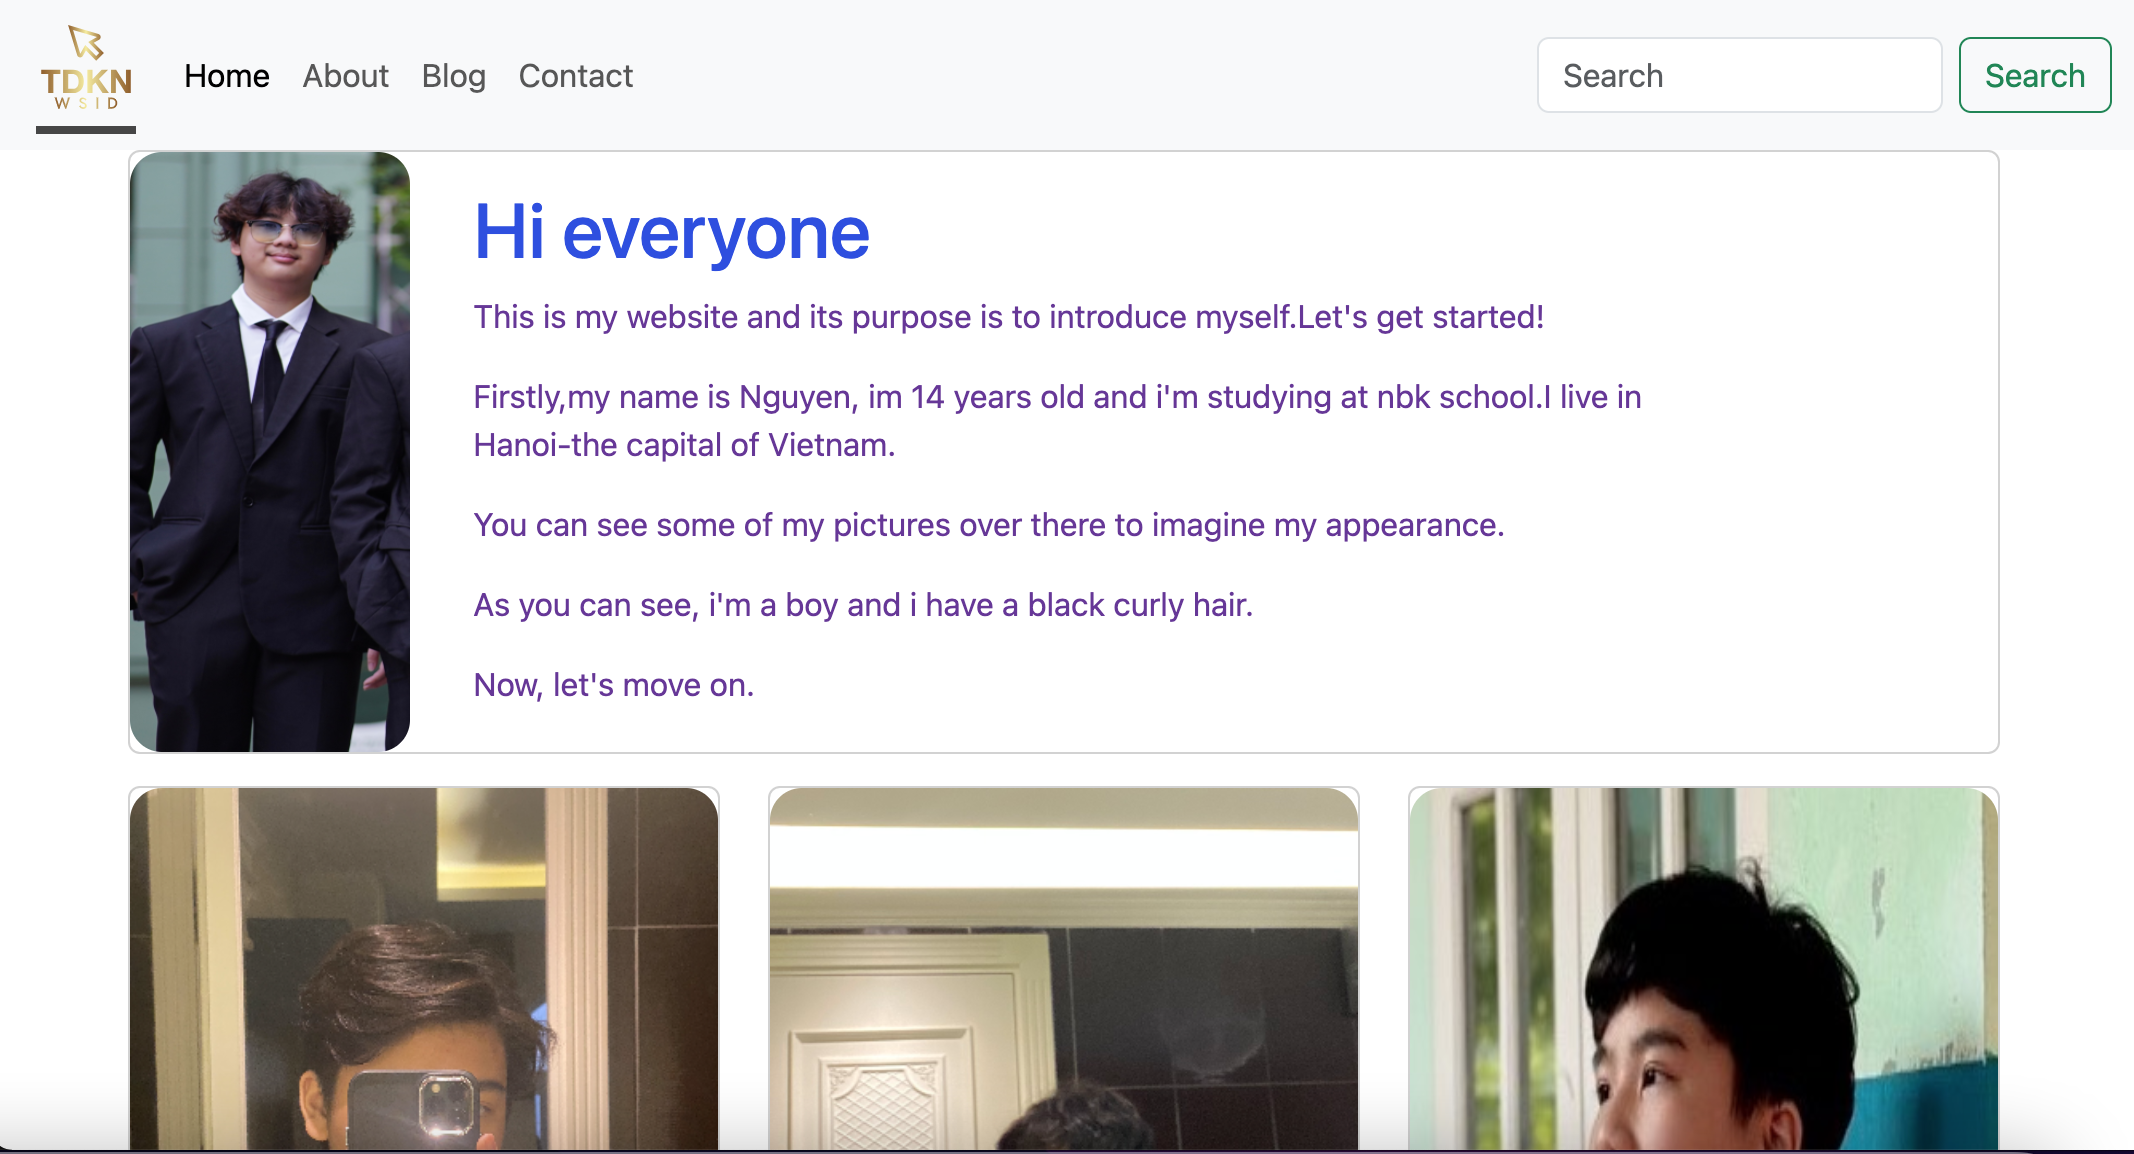 TDKN
WSID
Home About Blog Contact
Search
Search
Hi everyone
This is my website and its purpose is to introduce myself.Let's get started!
Firstly,my name is Nguyen, im 14 years old and i'm studying at nbk school.I live in
Hanoi-the capital of Vietnam.
You can see some of my pictures over there to imagine my appearance.
As you can see, i'm a boy and i have a black curly hair.
Now, let's move on.